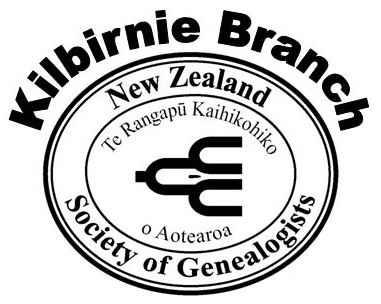 Kilbirnie Branch
New Zealand
Te Rangapū Kaihikohiko
o Aotearoa
Society of Genealogists